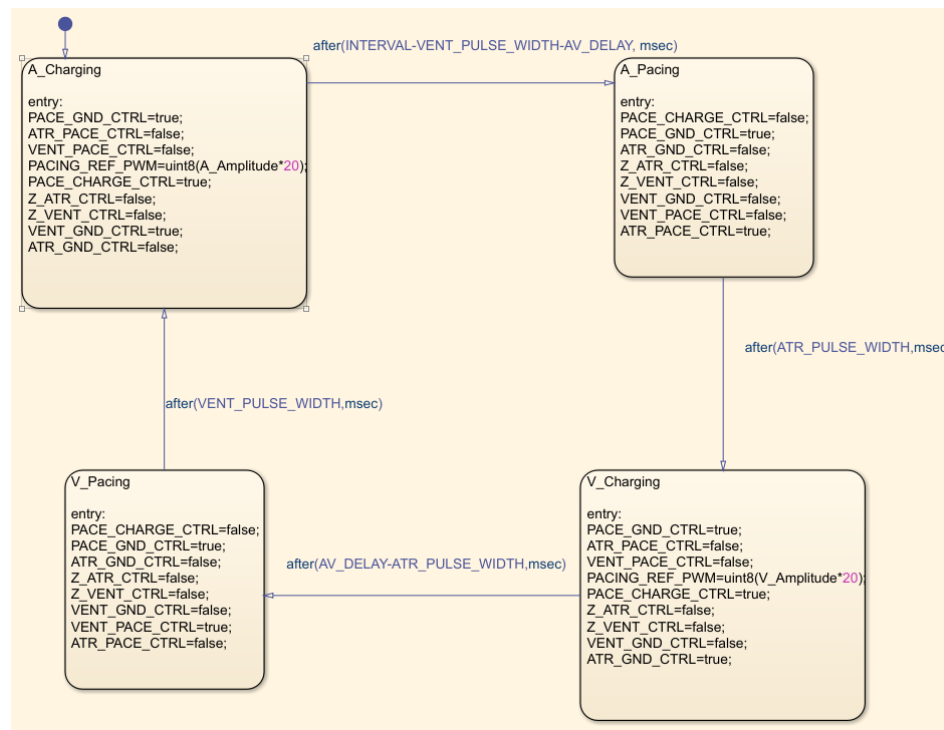 after(INTERVAL-VENT_PULSE_WIDTH-AV_DELAY, msec)
A_Charging
entry:
PACE_GND_CTRL=true;
ATR_PACE_CTRL=false;
VENT_PACE_CTRL=false;
PACING_REF_PWM=uint8(A_Amplitude*20);
PACE_CHARGE_CTRL=true;
Z_ATR_CTRL=false;
Z_VENT_CTRL=false;
VENT_GND_CTRL=true;
ATR_GND_CTRL=false;
A_Pacing
entry:
PACE_CHARGE_CTRL=false;
PACE_GND_CTRL=true;
ATR_GND_CTRL=false;
Z_ATR_CTRL=false;
Z_VENT_CTRL=false;
VENT_GND_CTRL=false;
VENT_PACE_CTRL=false;
ATR_PACE_CTRL=true;
after(ATR_PULSE_WIDTH,msec
after(VENT_PULSE_WIDTH,msec)
V_Pacing
entry:
PACE_CHARGE_CTRL=false;
PACE_GND_CTRL=true;
ATR_GND_CTRL=false;
Z_ATR_CTRL=false;
Z_VENT_CTRL=false;
VENT_GND_CTRL=false;
VENT_PACE_CTRL=true;
ATR_PACE_CTRL=false;
after(AV_DELAY-ATR_PULSE_WIDTH,msec)
V_Charging
entry:
PACE_GND_CTRL=true;
ATR_PACE_CTRL=false;
VENT_PACE_CTRL=false;
PACING_REF_PWM=uint8(V_Amplitude*20);
PACE_CHARGE_CTRL=true;
Z_ATR_CTRL=false;
Z_VENT_CTRL=false;
VENT_GND_CTRL=false;
ATR_GND_CTRL=true;